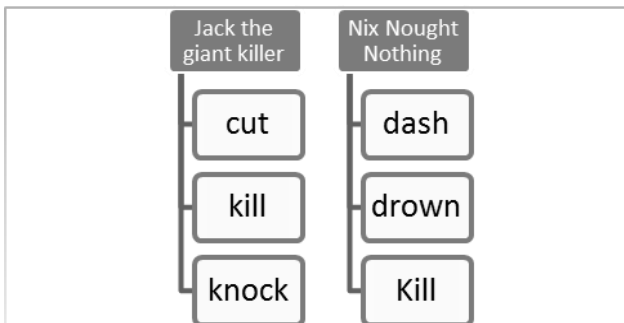 Jack the
giant killer
cut
kill
knock
Nix Nought
Nothing
dash
drown
Kill